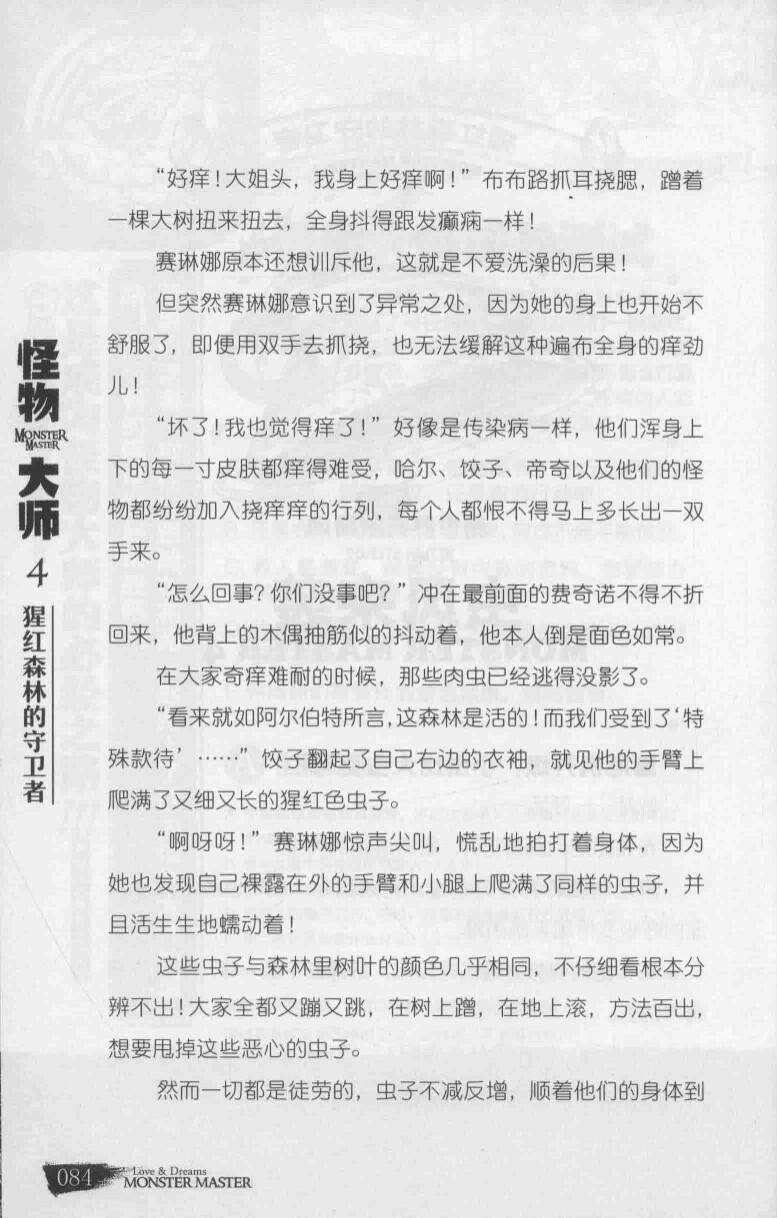 “好痒！大姐头，我身上好痒啊！”布布路抓耳挠腮，蹭着
一棵大树扭来扭去，全身抖得跟发癫痫一样！
赛琳娜原本还想训斥他，这就是不爱洗澡的后果！
但突然赛琳娜意识到了异常之处，因为她的身上也开始不
舒服了，即便用双手去抓挠，也无法缓解这种遍布全身的痒劲
儿！
“坏了！我也觉得痒了！”好像是传染病一样，他们浑身上
下的每一寸皮肤都痒得难受，哈尔、饺子、帝奇以及他们的怪
物都纷纷加入挠痒痒的行列，每个人都恨不得马上多长出一双
手来。
“怎么回事？你们没事吧？”冲在最前面的费奇诺不得不折
回来，他背上的木偶抽筋似的抖动着，他本人倒是面色如常。
在大家奇痒难耐的时候，那些肉虫已经逃得没影了。
“看来就如阿尔伯特所言，这森林是活的！而我们受到了‘特
殊款待’……”饺子翻起了自己右边的衣袖，就见他的手臂上
爬满了又细又长的猩红色虫子。
“啊呀呀！”赛琳娜惊声尖叫，慌乱地拍打着身体，因为
她也发现自己裸露在外的手臂和小腿上爬满了同样的虫子，并
且活生生地蠕动着！
这些虫子与森林里树叶的颜色几乎相同，不仔细看根本分
辨不出！大家全都又蹦又跳，在树上蹭，在地上滚，方法百出，
想要甩掉这些恶心的虫子。
然而一切都是徒劳的，虫子不减反增，顺着他们的身体到
怪物
MONSTER
MASTER
大师
4
猩红森林的守卫者
084
Love & Dreams
MONSTER MASTER